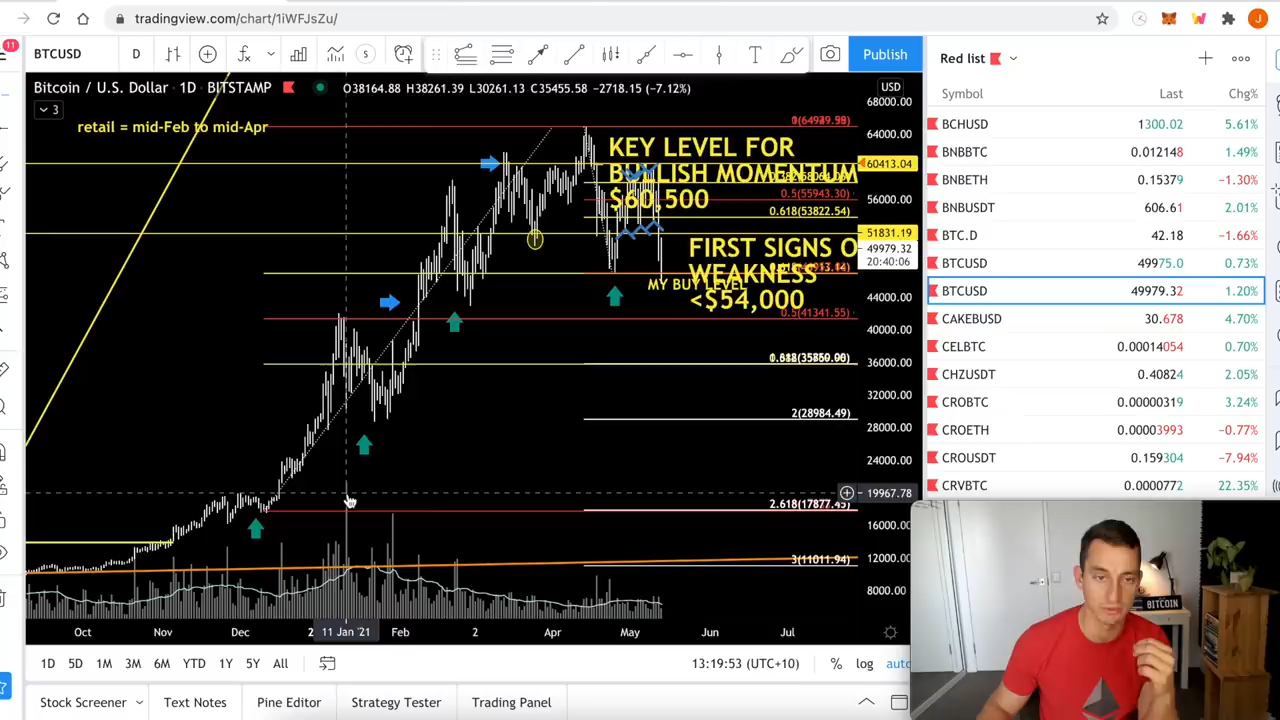 tradingview.com/chart/1iWFJsZu/
J
11
BTCUSD
D
S
Publish
Red list
Bitcoin / U.S. Dollar · 1D · BITSTAMP
O38164.88 H38261.39 L30261.13 C35455.58 −2718.15 (−7.12%)
USD
3
retail = mid-Feb to mid-Apr
KEY LEVEL FOR
BULLISH MOMENTUM
$60,500
0.5(55943.30)
0.618(53822.54)
FIRST SIGNS O
WEAKNESS
<$54,000
MY BUY LEVEL
0.5(41341.55)
2(28984.49)
2.618(17877.45)
3(11011.94)
68000.00
64000.00
60413.04
56000.00
51831.19
49979.32
20:40:06
44000.00
40000.00
36000.00
32000.00
28000.00
24000.00
19967.78
16000.00
12000.00
8000.00
Oct
Nov
Dec
2
11 Jan '21
Feb
2
Apr
May
Jun
Jul
Symbol Last Chg%
BCHUSD 1300.02 5.61%
BNBBTC 0.012148 1.49%
BNBETH 0.15379 −1.30%
BNBUSDT 606.61 2.01%
BTC.D 42.18 −1.66%
BTCUSD 49975.0 0.73%
BTCUSD 49979.32 1.20%
CAKEBUSD 30.678 4.70%
CELBTC 0.00014054 0.70%
CHZUSDT 0.40824 2.05%
CROBTC 0.00000319 3.24%
CROETH 0.00003993 −0.77%
CROUSDT 0.159304 −7.94%
CRVBTC 0.0000772 22.35%
BITCOIN
1D 5D 1M 3M 6M YTD 1Y 5Y All
13:19:53 (UTC+10)
% log auto
Stock Screener
Text Notes
Pine Editor
Strategy Tester
Trading Panel